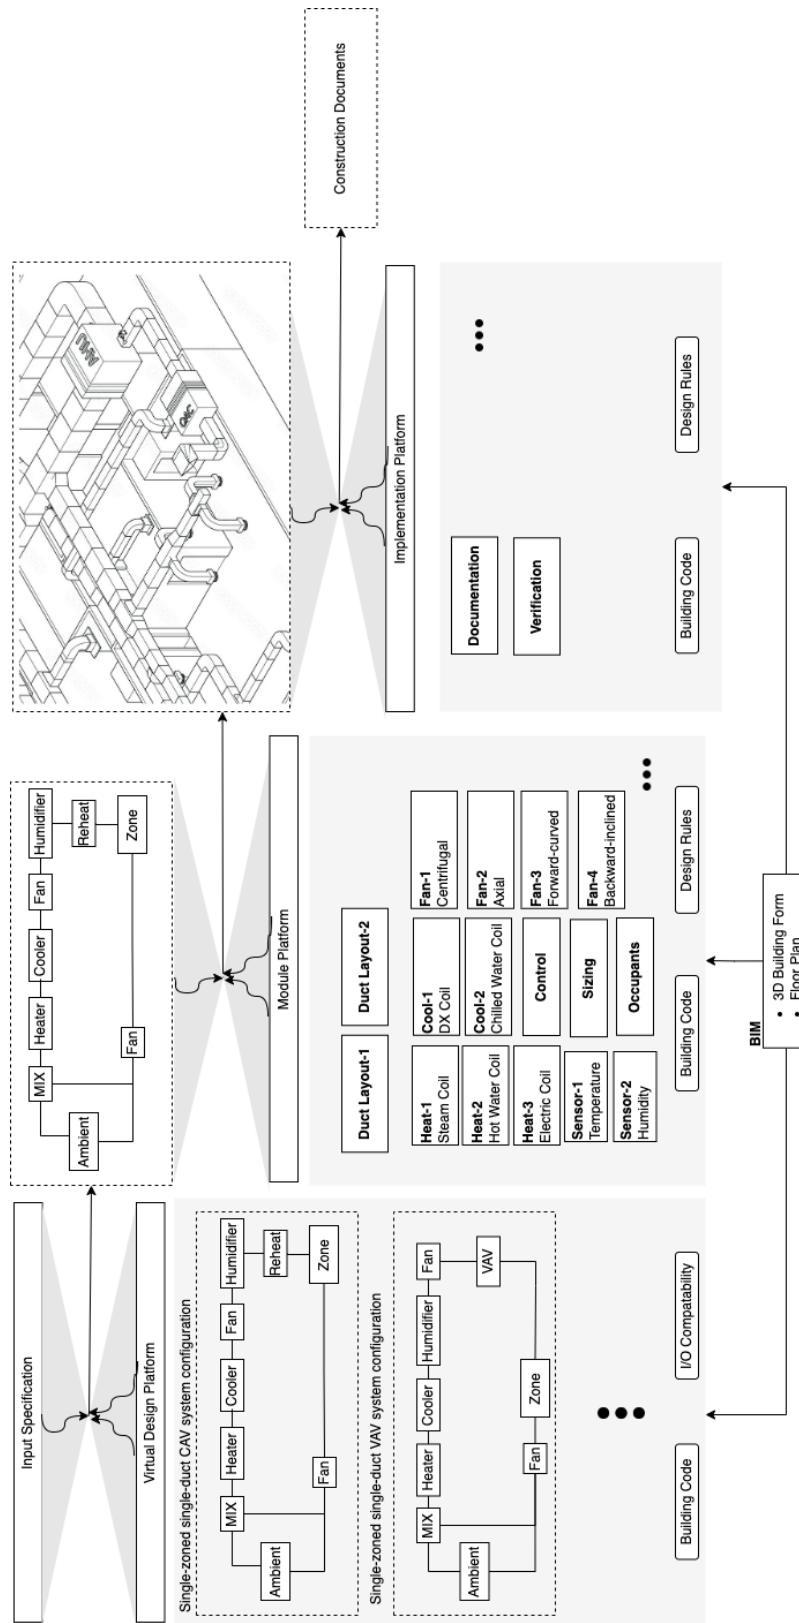 Input Specification
Virtual Design Platform
Single-zoned single-duct CAV system configuration
Ambient
MIX
Heater
Cooler
Fan
Humidifier
Reheat
Zone
Fan
Single-zoned single-duct VAV system configuration
Ambient
MIX
Heater
Cooler
Humidifier
Fan
VAV
Zone
Fan
Building Code
I/O Compatability
Ambient
MIX
Heater
Cooler
Fan
Humidifier
Reheat
Zone
Fan
Module Platform
Duct Layout-1
Duct Layout-2
Heat-1
Steam Coil
Cool-1
DX Coil
Fan-1
Centrifugal
Heat-2
Hot Water Coil
Cool-2
Chilled Water Coil
Fan-2
Axial
Heat-3
Electric Coil
Control
Fan-3
Forward-curved
Sensor-1
Temperature
Sizing
Fan-4
Backward-inclined
Sensor-2
Humidity
Occupants
Building Code
Design Rules
AHU
Implementation Platform
Documentation
Verification
Building Code
Design Rules
Construction Documents
BIM
• 3D Building Form
• Floor Plan